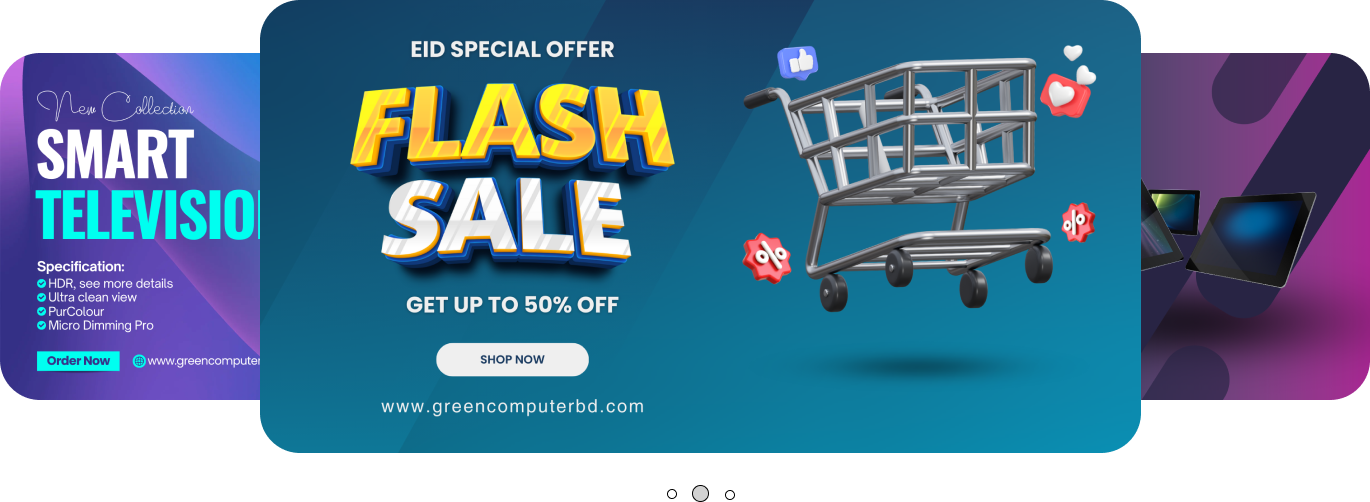 New Collection
SMART
TELEVISIO
Specification:
HDR, see more details
Ultra clean view
PurColour
Micro Dimming Pro
Order Now
www.greencomputer
EID SPECIAL OFFER
FLASH
SALE
GET UP TO 50% OFF
SHOP NOW
www.greencomputerbd.com
%
%